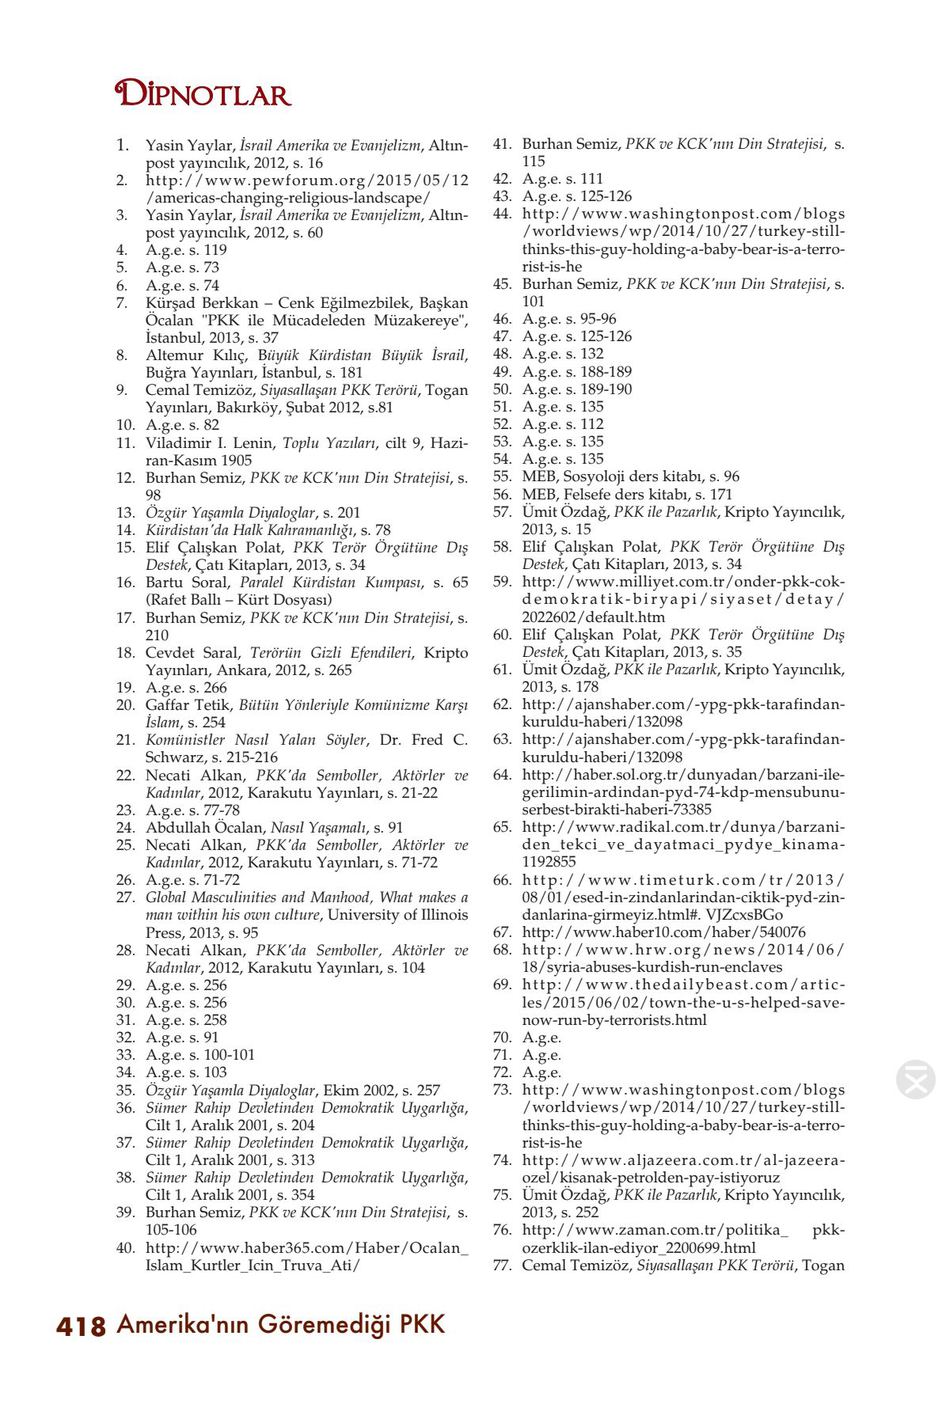 DİPNOTLAR
1. Yasin Yaylar, İsrail Amerika ve Evanjelizm, Altın-
post yayıncılık, 2012, s. 16
2. http://www.pewforum.org/2015/05/12
/americas-changing-religious-landscape/
3. Yasin Yaylar, İsrail Amerika ve Evanjelizm, Altın-
post yayıncılık, 2012, s. 60
4. A.g.e. s. 119
5. A.g.e. s. 73
6. A.g.e. s. 74
7. Kürşad Berkkan – Cenk Eğilmezbilek, Başkan
Öcalan "PKK ile Mücadeleden Müzakereye",
İstanbul, 2013, s. 37
8. Altemur Kılıç, Büyük Kürdistan Büyük İsrail,
Buğra Yayınları, İstanbul, s. 181
9. Cemal Temizöz, Siyasallaşan PKK Terörü, Togan
Yayınları, Bakırköy, Şubat 2012, s.81
10. A.g.e. s. 82
11. Viladimir I. Lenin, Toplu Yazıları, cilt 9, Hazi-
ran-Kasım 1905
12. Burhan Semiz, PKK ve KCK'nın Din Stratejisi, s.
98
13. Özgür Yaşamla Diyaloglar, s. 201
14. Kürdistan'da Halk Kahramanlığı, s. 78
15. Elif Çalışkan Polat, PKK Terör Örgütüne Dış
Destek, Çatı Kitapları, 2013, s. 34
16. Bartu Soral, Paralel Kürdistan Kumpası, s. 65
(Rafet Ballı – Kürt Dosyası)
17. Burhan Semiz, PKK ve KCK'nın Din Stratejisi, s.
210
18. Cevdet Saral, Terörün Gizli Efendileri, Kripto
Yayınları, Ankara, 2012, s. 265
19. A.g.e. s. 266
20. Gaffar Tetik, Bütün Yönleriyle Komünizme Karşı
İslam, s. 254
21. Komünistler Nasıl Yalan Söyler, Dr. Fred C.
Schwarz, s. 215-216
22. Necati Alkan, PKK'da Semboller, Aktörler ve
Kadınlar, 2012, Karakutu Yayınları, s. 21-22
23. A.g.e. s. 77-78
24. Abdullah Öcalan, Nasıl Yaşamalı, s. 91
25. Necati Alkan, PKK'da Semboller, Aktörler ve
Kadınlar, 2012, Karakutu Yayınları, s. 71-72
26. A.g.e. s. 71-72
27. Global Masculinities and Manhood, What makes a
man within his own culture, University of Illinois
Press, 2013, s. 95
28. Necati Alkan, PKK'da Semboller, Aktörler ve
Kadınlar, 2012, Karakutu Yayınları, s. 104
29. A.g.e. s. 256
30. A.g.e. s. 256
31. A.g.e. s. 258
32. A.g.e. s. 91
33. A.g.e. s. 100-101
34. A.g.e. s. 103
35. Özgür Yaşamla Diyaloglar, Ekim 2002, s. 257
36. Sümer Rahip Devletinden Demokratik Uygarlığa,
Cilt 1, Aralık 2001, s. 204
37. Sümer Rahip Devletinden Demokratik Uygarlığa,
Cilt 1, Aralık 2001, s. 313
38. Sümer Rahip Devletinden Demokratik Uygarlığa,
Cilt 1, Aralık 2001, s. 354
39. Burhan Semiz, PKK ve KCK'nın Din Stratejisi, s.
105-106
40. http://www.haber365.com/Haber/Ocalan_
Islam_Kurtler_Icin_Truva_Ati/
41. Burhan Semiz, PKK ve KCK'nın Din Stratejisi, s.
115
42. A.g.e. s. 111
43. A.g.e. s. 125-126
44. http://www.washingtonpost.com/blogs
/worldviews/wp/2014/10/27/turkey-still-
thinks-this-guy-holding-a-baby-bear-is-a-terro-
rist-is-he
45. Burhan Semiz, PKK ve KCK'nın Din Stratejisi, s.
101
46. A.g.e. s. 95-96
47. A.g.e. s. 125-126
48. A.g.e. s. 132
49. A.g.e. s. 188-189
50. A.g.e. s. 189-190
51. A.g.e. s. 135
52. A.g.e. s. 112
53. A.g.e. s. 135
54. A.g.e. s. 135
55. MEB, Sosyoloji ders kitabı, s. 96
56. MEB, Felsefe ders kitabı, s. 171
57. Ümit Özdağ, PKK ile Pazarlık, Kripto Yayıncılık,
2013, s. 15
58. Elif Çalışkan Polat, PKK Terör Örgütüne Dış
Destek, Çatı Kitapları, 2013, s. 34
59. http://www.milliyet.com.tr/onder-pkk-cok-
demokratik-biryapi/siyaset/detay/
2022602/default.htm
60. Elif Çalışkan Polat, PKK Terör Örgütüne Dış
Destek, Çatı Kitapları, 2013, s. 35
61. Ümit Özdağ, PKK ile Pazarlık, Kripto Yayıncılık,
2013, s. 178
62. http://ajanshaber.com/-ypg-pkk-tarafindan-
kuruldu-haberi/132098
63. http://ajanshaber.com/-ypg-pkk-tarafindan-
kuruldu-haberi/132098
64. http://haber.sol.org.tr/dunyadan/barzani-ile-
gerilimin-ardindan-pyd-74-kdp-mensubunu-
serbest-birakti-haberi-73385
65. http://www.radikal.com.tr/dunya/barzani-
den_tekci_ve_dayatmaci_pydye_kinama-
1192855
66. http://www.timeturk.com/tr/2013/
08/01/esed-in-zindanlarindan-ciktik-pyd-zin-
danlarina-girmeyiz.html#. VJZcxsBGo
67. http://www.haber10.com/haber/540076
68. http://www.hrw.org/news/2014/06/
18/syria-abuses-kurdish-run-enclaves
69. http://www.thedailybeast.com/artic-
les/2015/06/02/town-the-u-s-helped-save-
now-run-by-terrorists.html
70. A.g.e.
71. A.g.e.
72. A.g.e.
73. http://www.washingtonpost.com/blogs
/worldviews/wp/2014/10/27/turkey-still-
thinks-this-guy-holding-a-baby-bear-is-a-terro-
rist-is-he
74. http://www.aljazeera.com.tr/al-jazeera-
ozel/kisanak-petrolden-pay-istiyoruz
75. Ümit Özdağ, PKK ile Pazarlık, Kripto Yayıncılık,
2013, s. 252
76. http://www.zaman.com.tr/politika_ pkk-
ozerklik-ilan-ediyor_2200699.html
77. Cemal Temizöz, Siyasallaşan PKK Terörü, Togan
418 Amerika'nın Göremediği PKK